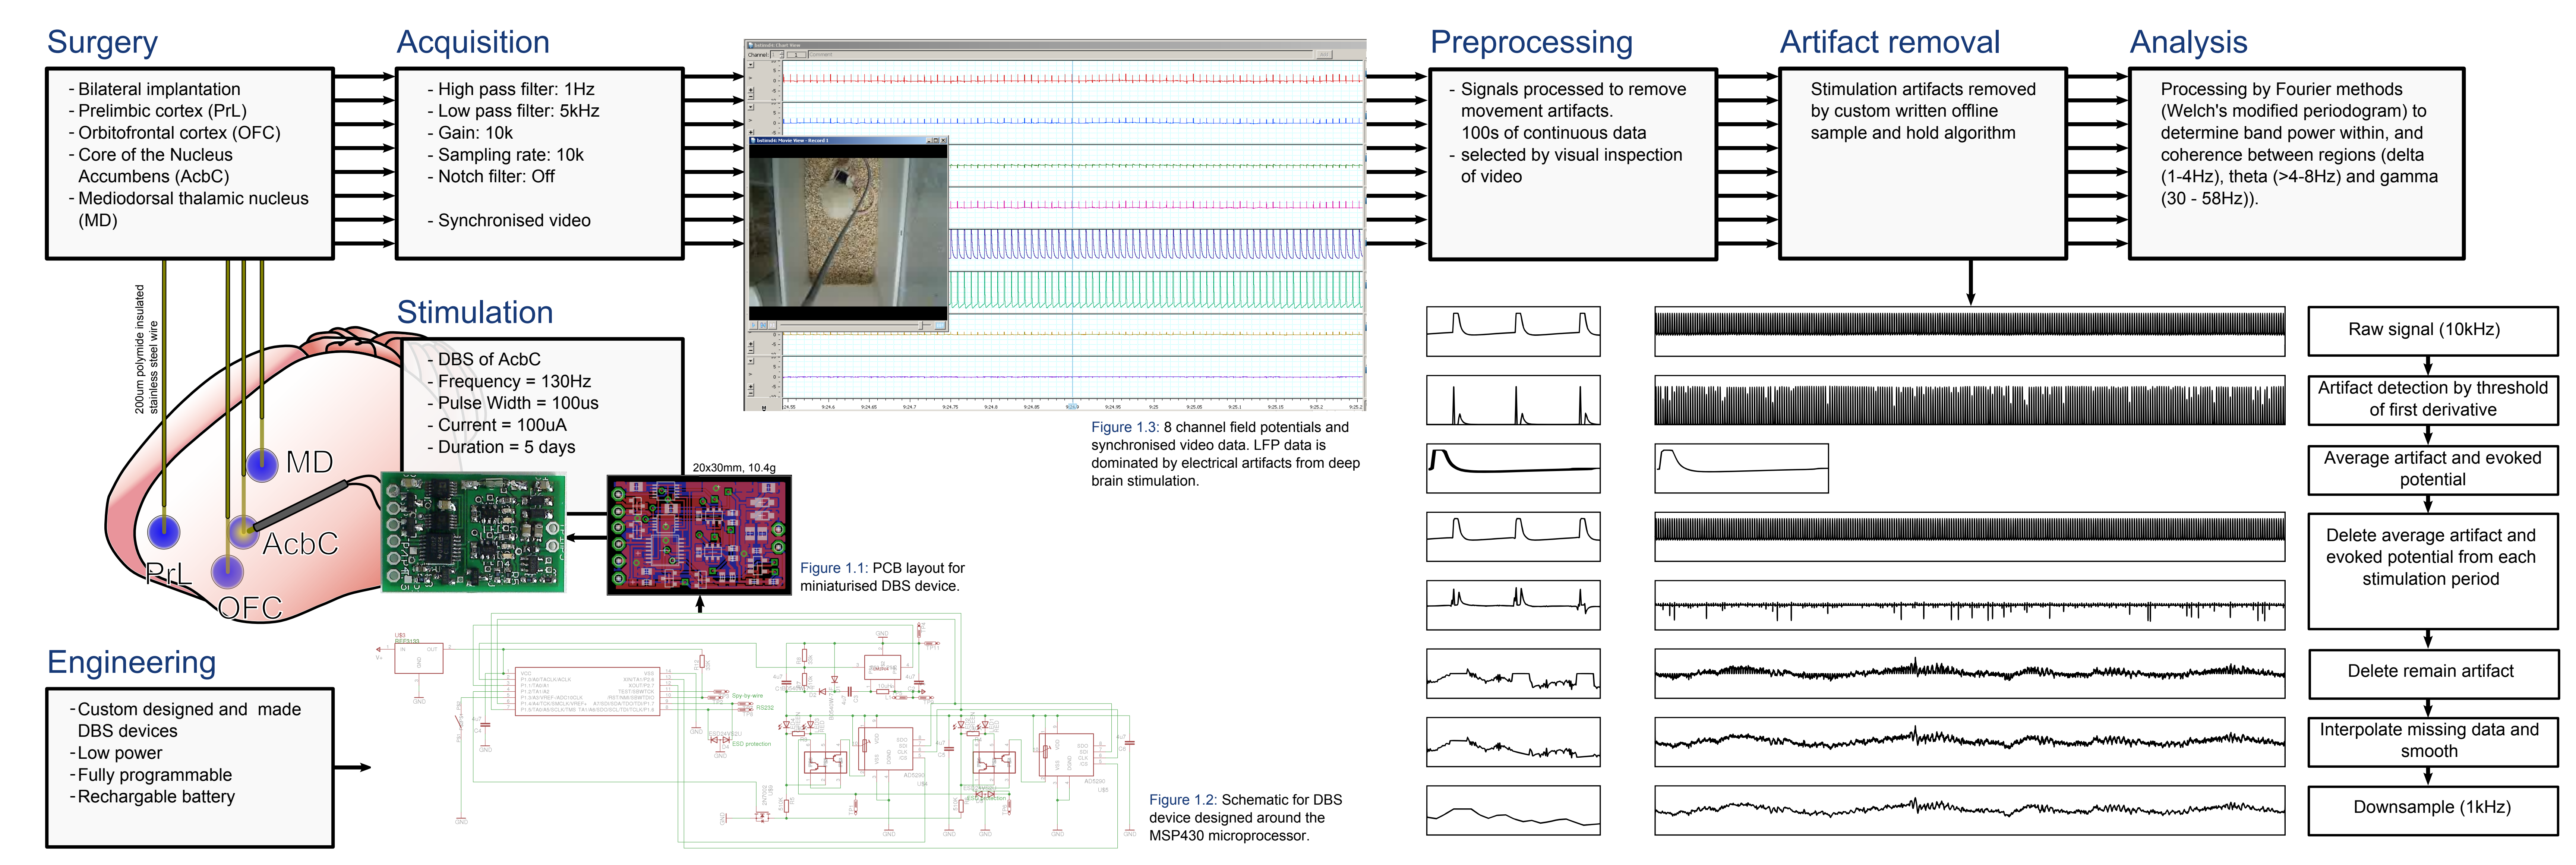 Surgery
- Bilateral implantation
- Prelimbic cortex (PrL)
- Orbitofrontal cortex (OFC)
- Core of the Nucleus
Accumbens (AcbC)
- Mediodorsal thalamic nucleus
(MD)
Acquisition
- High pass filter: 1Hz
- Low pass filter: 5kHz
- Gain: 10k
- Sampling rate: 10k
- Notch filter: Off
- Synchronised video
Preprocessing
- Signals processed to remove
movement artifacts.
100s of continuous data
- selected by visual inspection
of video
Artifact removal
Stimulation artifacts removed
by custom written offline
sample and hold algorithm
Analysis
Processing by Fourier methods
(Welch's modified periodogram) to
determine band power within, and
coherence between regions (delta
(1-4Hz), theta (>4-8Hz) and gamma
(30 - 58Hz)).
200um polymide insulated
stainless steel wire
MD
AcbC
PrL
OFC
Stimulation
- DBS of AcbC
- Frequency = 130Hz
- Pulse Width = 100us
- Current = 100uA
- Duration = 5 days
20x30mm, 10.4g
Figure 1.1: PCB layout for
miniaturised DBS device.
Figure 1.3: 8 channel field potentials and
synchronised video data. LFP data is
dominated by electrical artifacts from deep
brain stimulation.
Engineering
- Custom designed and made
DBS devices
- Low power
- Fully programmable
- Rechargable battery
Spy-by-wire
RS232
ESD protection
Figure 1.2: Schematic for DBS
device designed around the
MSP430 microprocessor.
Raw signal (10kHz)
Artifact detection by threshold
of first derivative
Average artifact and evoked
potential
Delete average artifact and
evoked potential from each
stimulation period
Delete remain artifact
Interpolate missing data and
smooth
Downsample (1kHz)